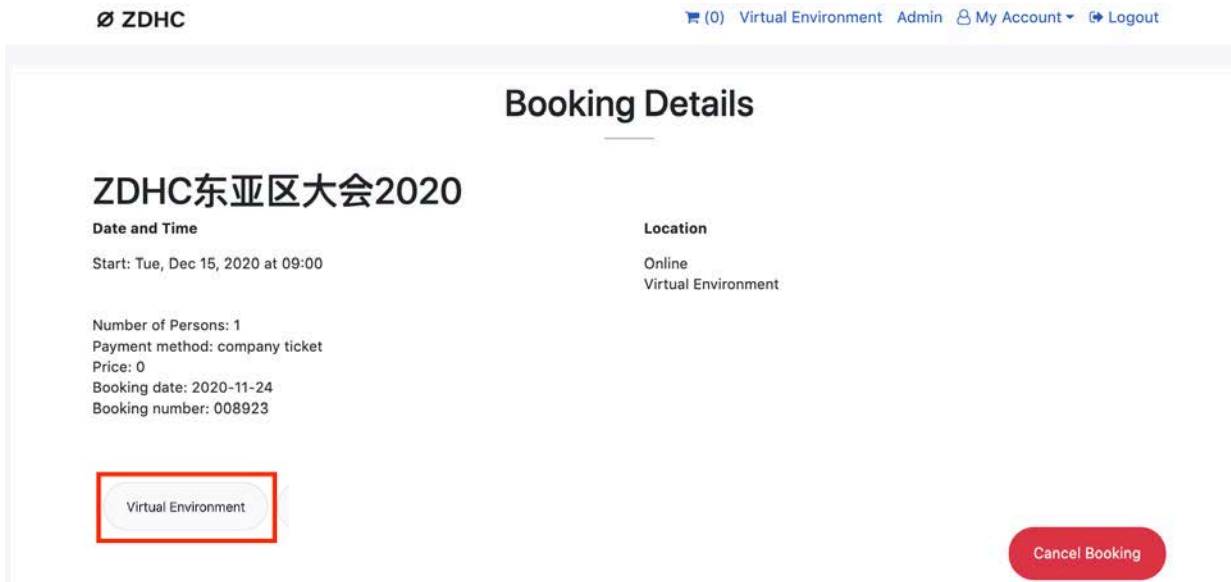 Ø ZDHC
(0) Virtual Environment Admin My Account Logout
Booking Details
ZDHC东亚区大会2020
Date and Time
Start: Tue, Dec 15, 2020 at 09:00
Location
Online
Virtual Environment
Number of Persons: 1
Payment method: company ticket
Price: 0
Booking date: 2020-11-24
Booking number: 008923
Virtual Environment
Cancel Booking